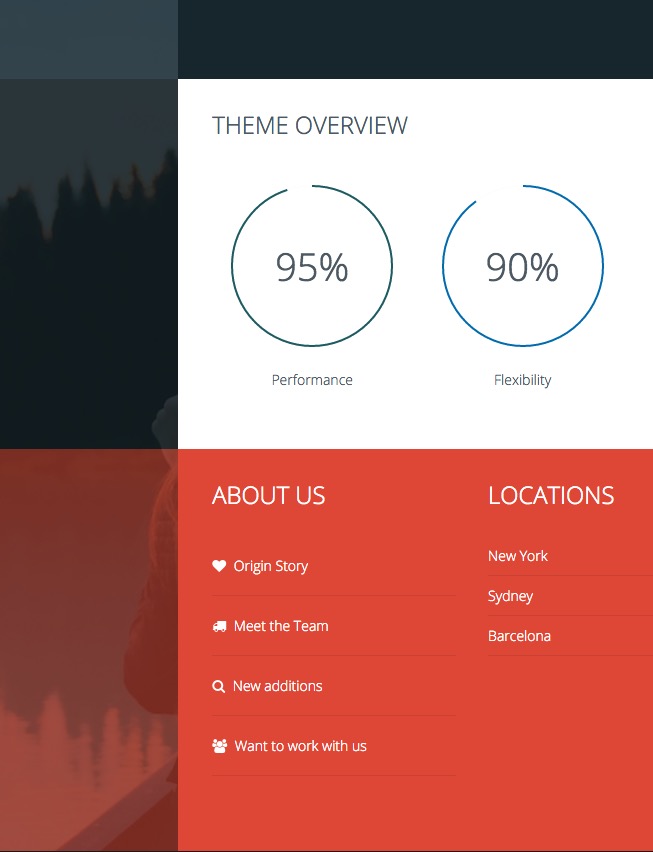 THEME OVERVIEW
95%
90%
Performance
Flexibility
ABOUT US
Origin Story
Meet the Team
New additions
Want to work with us
LOCATIONS
New York
Sydney
Barcelona